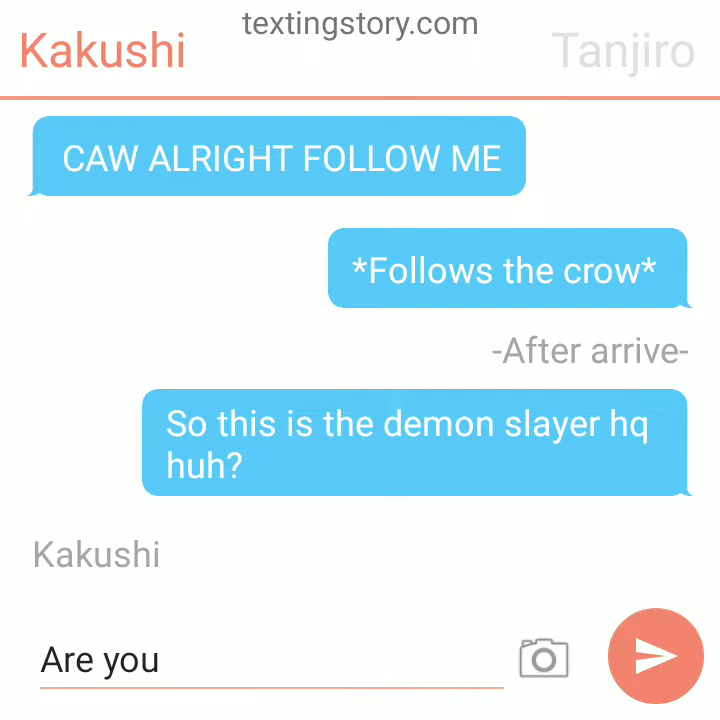 textingstory.com
Kakushi
Tanjiro
CAW ALRIGHT FOLLOW ME
*Follows the crow*
-After arrive-
So this is the demon slayer hq
huh?
Kakushi
Are you